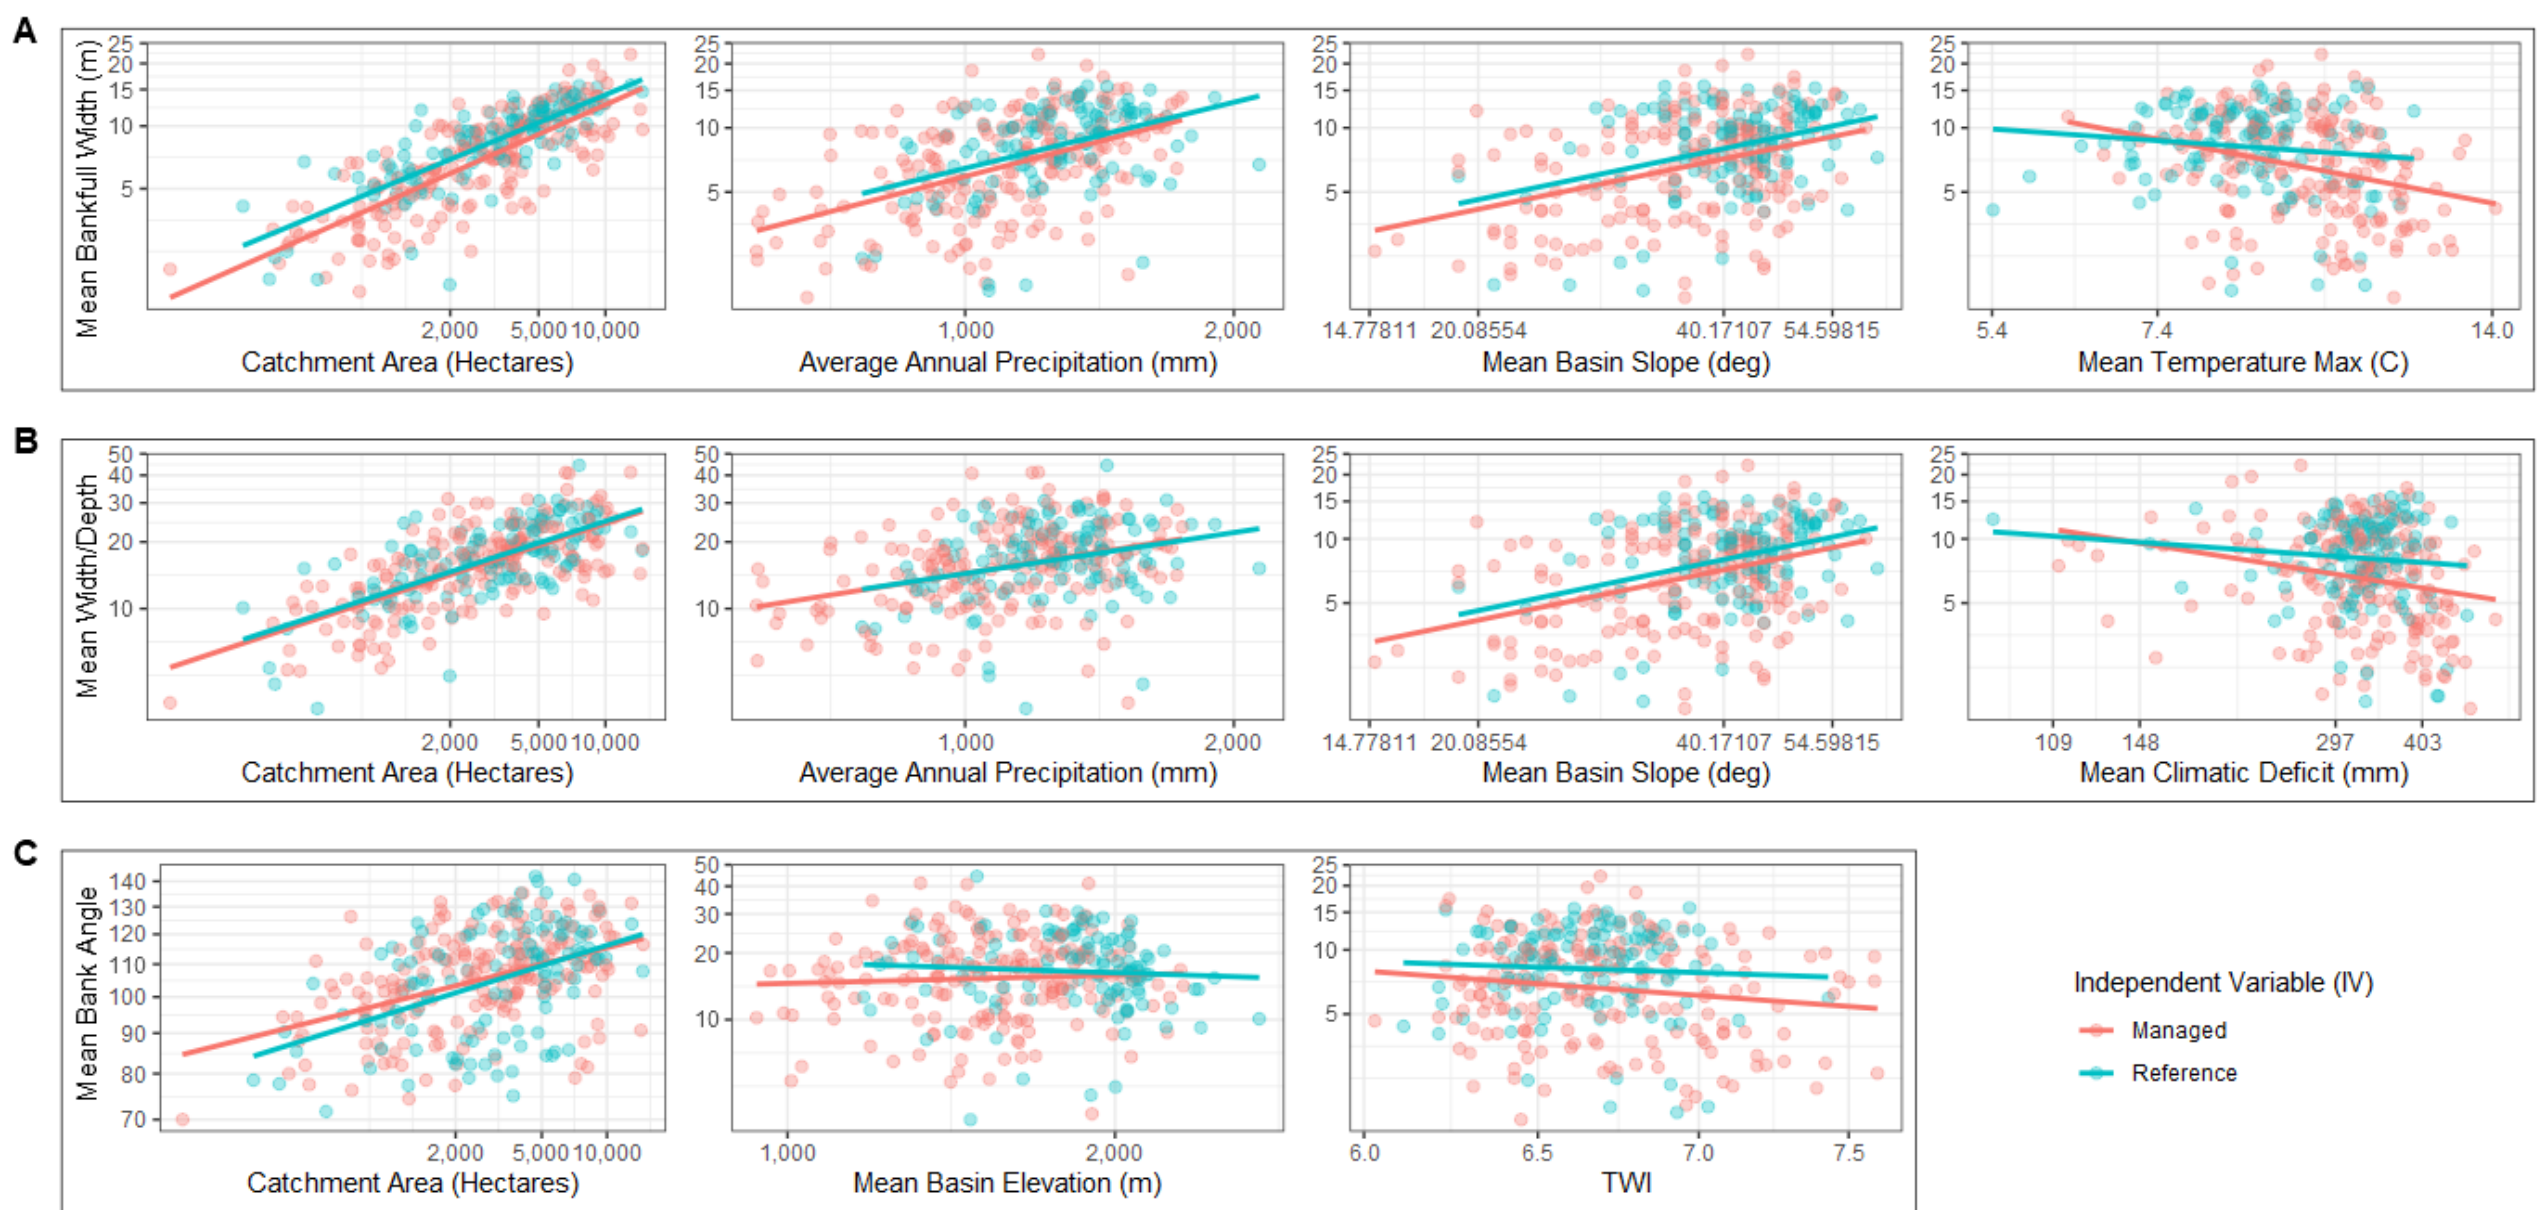 A
Mean Bankfull Width (m)
25
20
15
10
5
2,000 5,000 10,000
Catchment Area (Hectares)
25
20
15
10
5
1,000 2,000
Average Annual Precipitation (mm)
25
20
15
10
5
14.77811 20.08554 40.17107 54.59815
Mean Basin Slope (deg)
25
20
15
10
5
5.4 7.4 14.0
Mean Temperature Max (C)
B
Mean Width/Depth
50
40
30
20
10
2,000 5,000 10,000
Catchment Area (Hectares)
50
40
30
20
10
1,000 2,000
Average Annual Precipitation (mm)
25
20
15
10
5
14.77811 20.08554 40.17107 54.59815
Mean Basin Slope (deg)
25
20
15
10
5
109 148 297 403
Mean Climatic Deficit (mm)
C
Mean Bank Angle
140
130
120
110
100
90
80
70
2,000 5,000 10,000
Catchment Area (Hectares)
50
40
30
20
10
1,000 2,000
Mean Basin Elevation (m)
25
20
15
10
5
6.0 6.5 7.0 7.5
TWI
Independent Variable (IV)
Managed
Reference